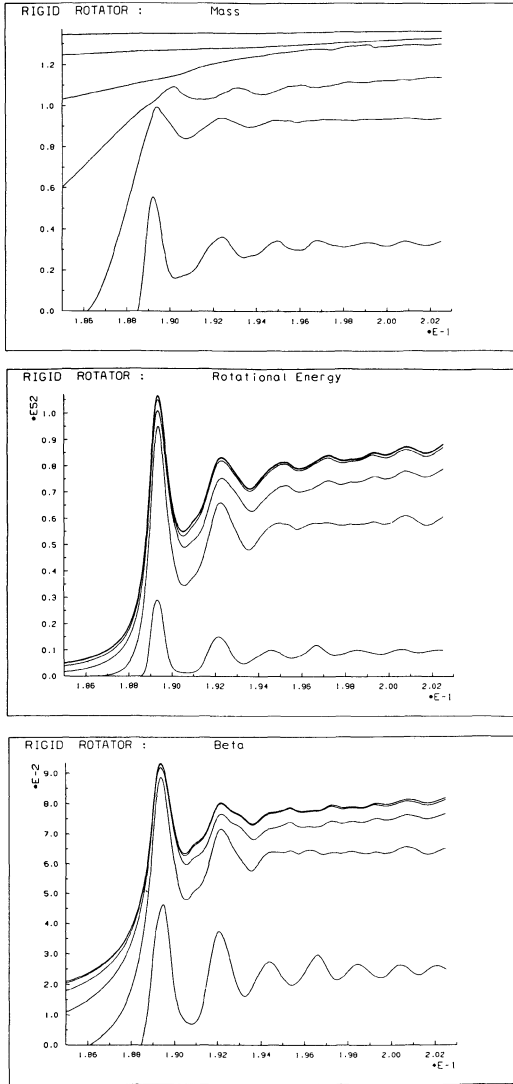 RIGID ROTATOR : Mass
1.2
1.0
0.8
0.6
0.4
0.2
0.0
1.86 1.88 1.90 1.92 1.94 1.96 1.98 2.00 2.02
*E-1
RIGID ROTATOR : Rotational Energy
*E52
1.0
0.9
0.8
0.7
0.6
0.5
0.4
0.3
0.2
0.1
0.0
1.86 1.88 1.90 1.92 1.94 1.96 1.98 2.00 2.02
*E-1
RIGID ROTATOR : Beta
*E-2
9.0
8.0
7.0
6.0
5.0
4.0
3.0
2.0
1.0
0.0
1.86 1.88 1.90 1.92 1.94 1.96 1.98 2.00 2.02
*E-1